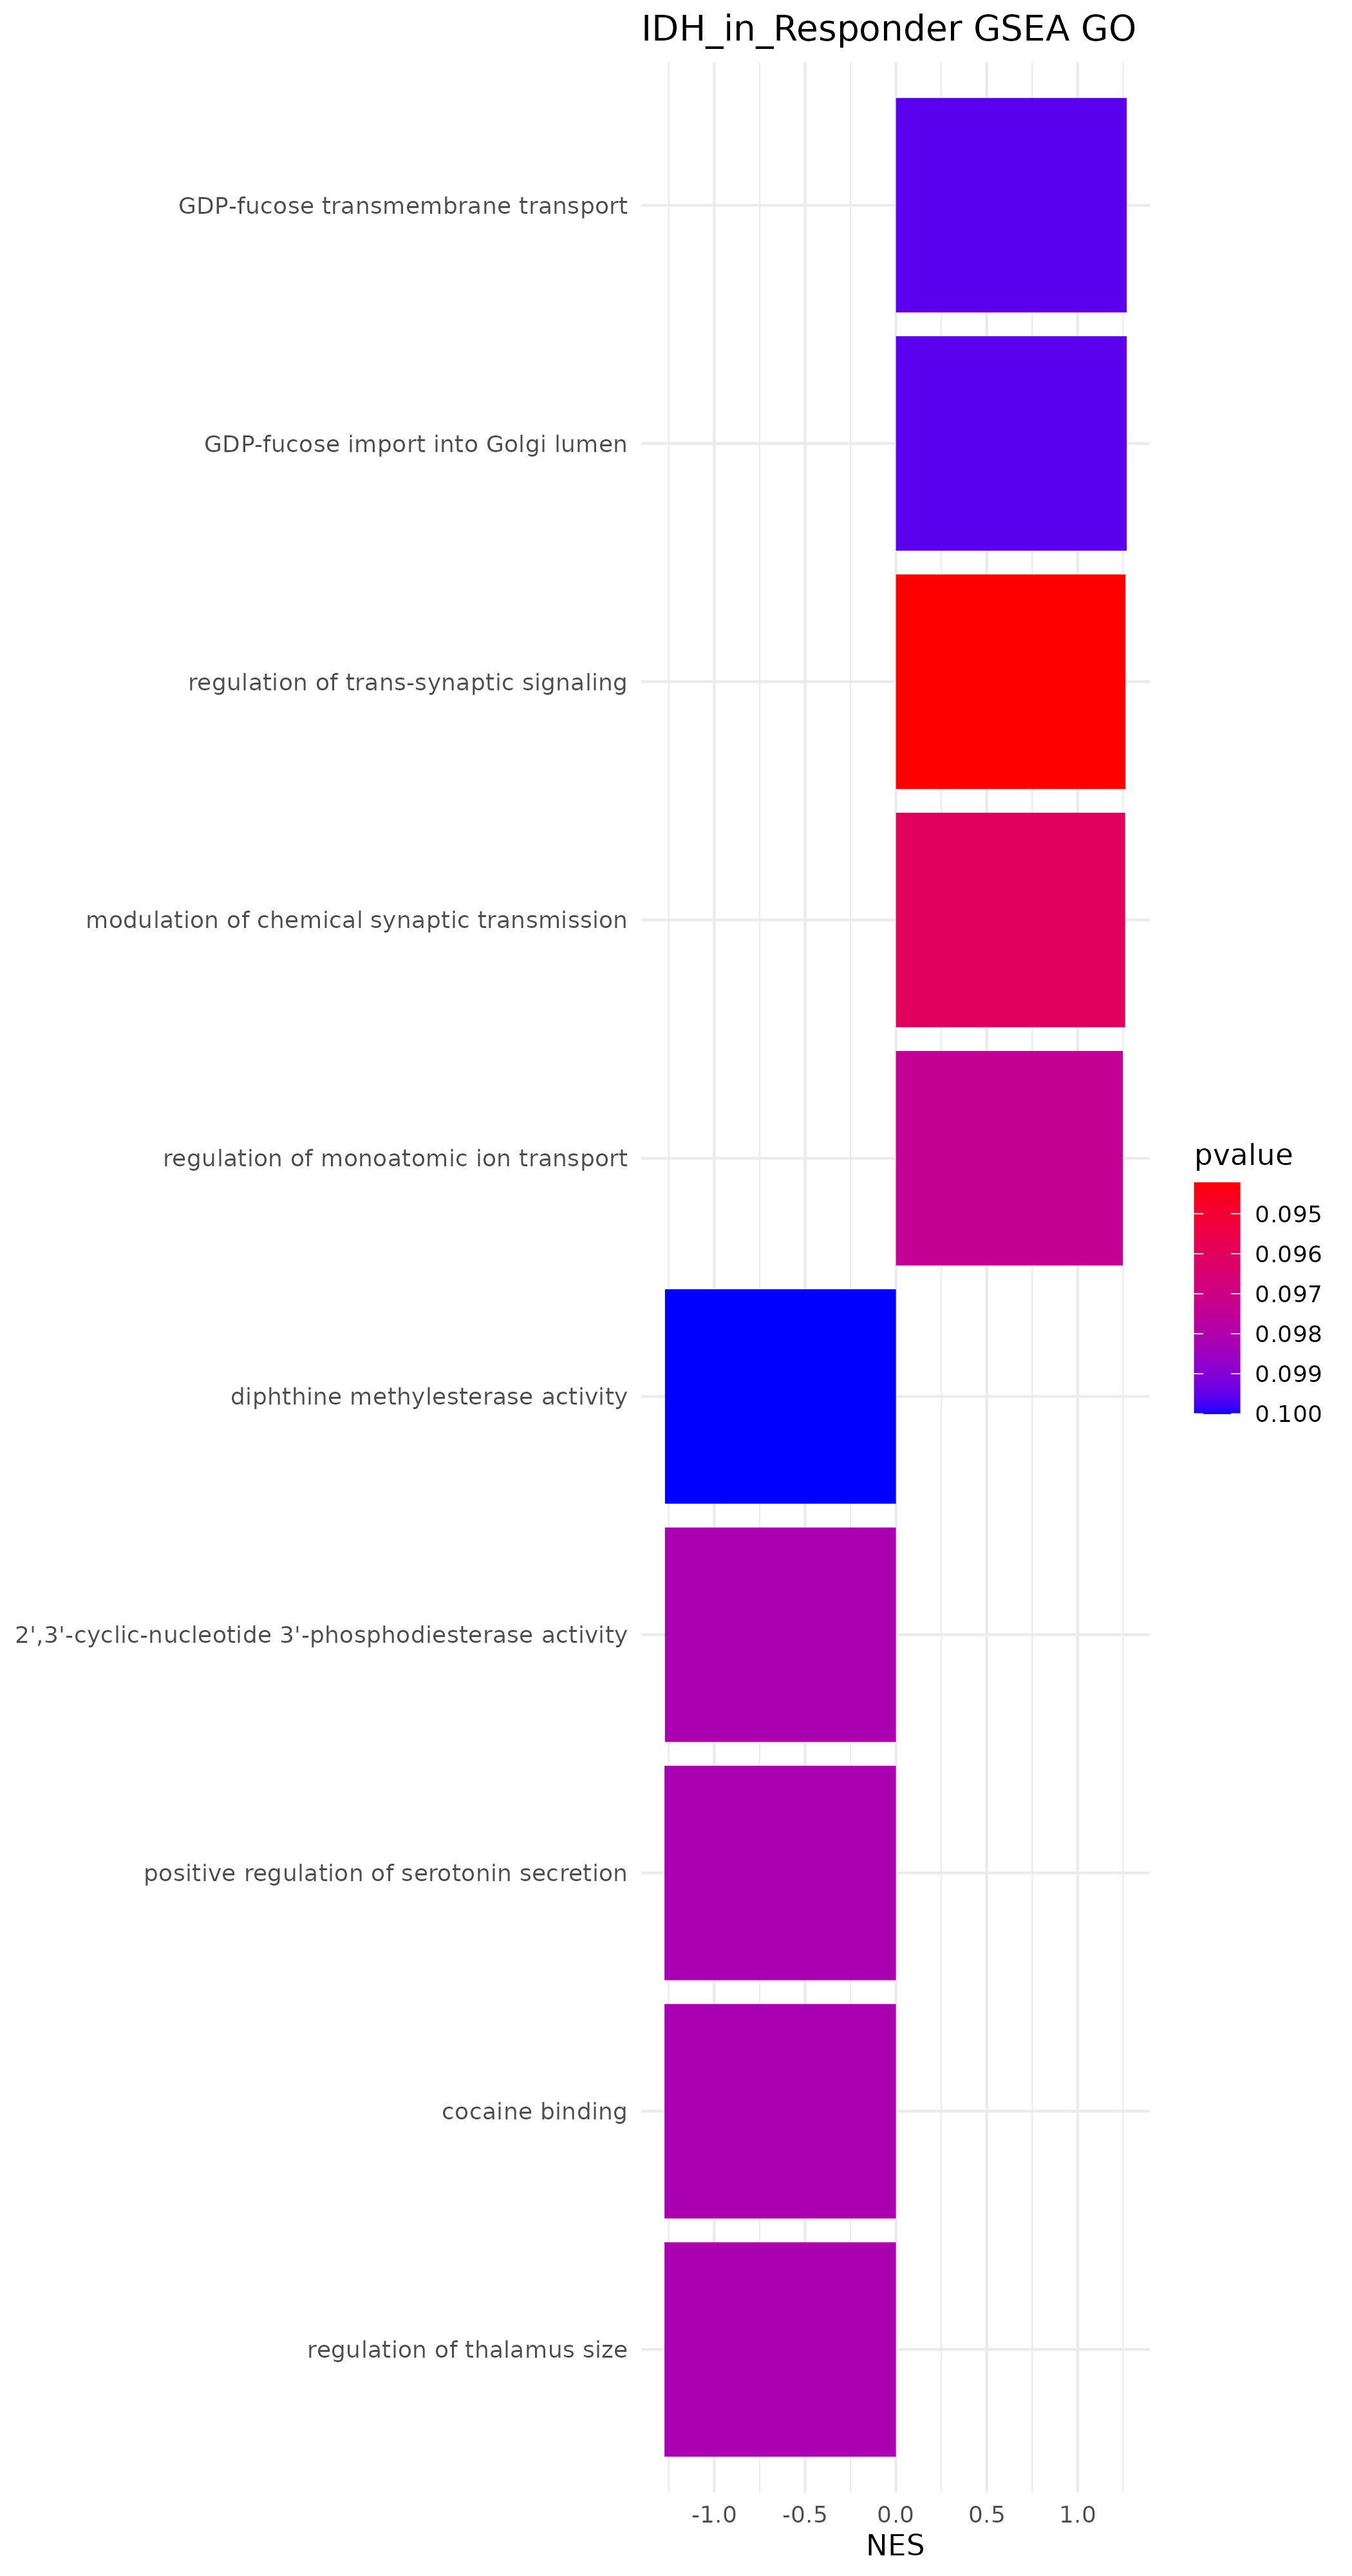 IDH_in_Responder GSEA GO
GDP-fucose transmembrane transport
GDP-fucose import into Golgi lumen
regulation of trans-synaptic signaling
modulation of chemical synaptic transmission
regulation of monoatomic ion transport
diphthine methylesterase activity
2',3'-cyclic-nucleotide 3'-phosphodiesterase activity
positive regulation of serotonin secretion
cocaine binding
regulation of thalamus size
-1.0 -0.5 0.0 0.5 1.0
NES
pvalue
0.095
0.096
0.097
0.098
0.099
0.100